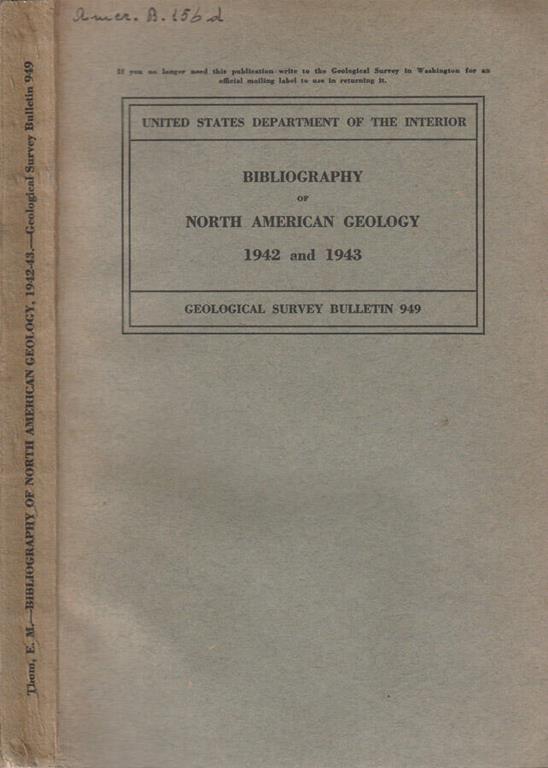 Amer. B. 156 d
If you no longer need this publication write to the Geological Survey in Washington for an
official mailing label to use in returning it.
UNITED STATES DEPARTMENT OF THE INTERIOR
BIBLIOGRAPHY
OF
NORTH AMERICAN GEOLOGY
1942 and 1943
GEOLOGICAL SURVEY BULLETIN 949
Thom, E. M.—BIBLIOGRAPHY OF NORTH AMERICAN GEOLOGY, 1942-43.—Geological Survey Bulletin 949